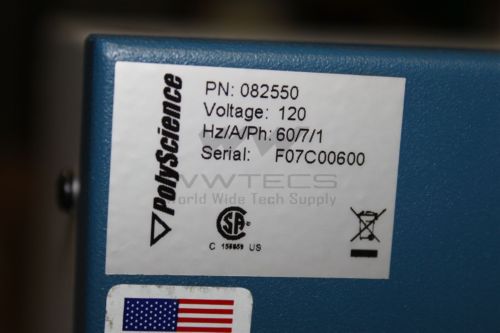 PolyScience
PN: 082550
Voltage: 120
Hz/A/Ph: 60/7/1
Serial: F07C00600
WWTECS
World Wide Tech Supply
C US